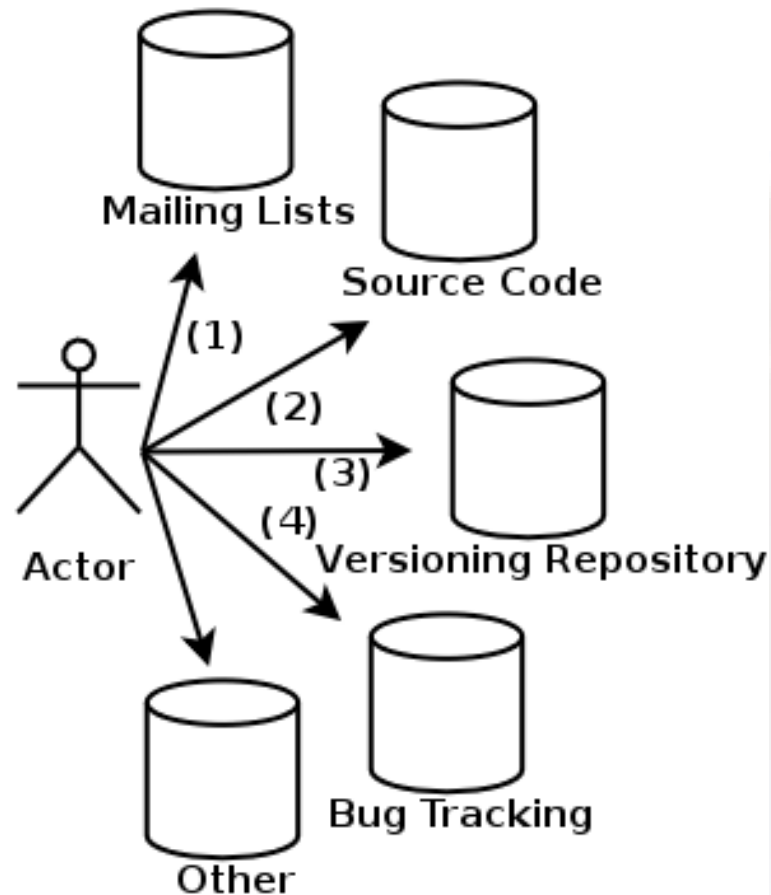 Mailing Lists
Source Code
(1)
(2)
(3)
(4)
Actor
Versioning Repository
Bug Tracking
Other